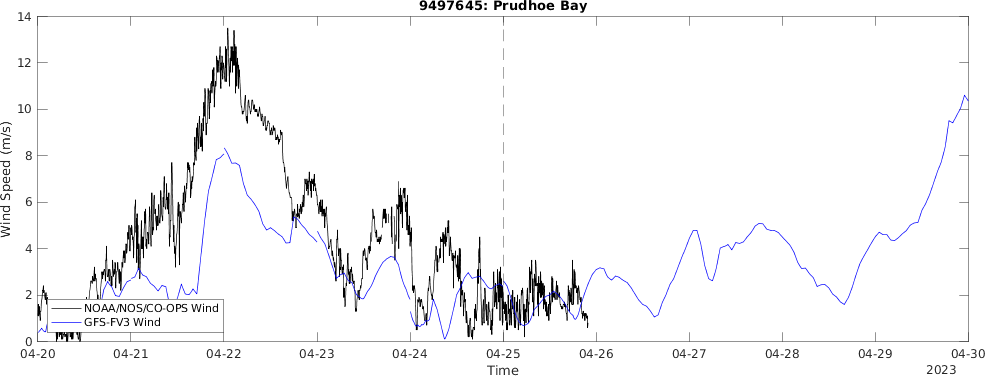 9497645: Prudhoe Bay
14
12
10
8
6
4
2
0
Wind Speed (m/s)
NOAA/NOS/CO-OPS Wind
GFS-FV3 Wind
04-20 04-21 04-22 04-23 04-24 04-25 04-26 04-27 04-28 04-29 04-30
Time
2023